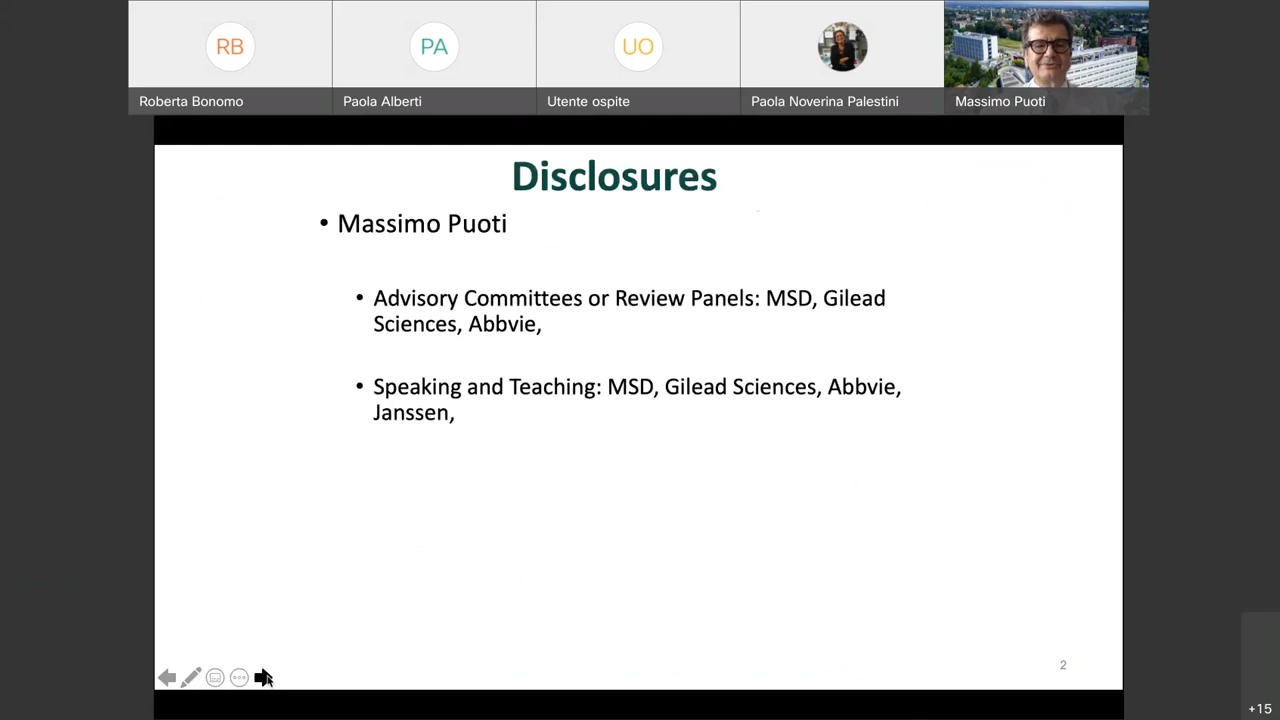 RB
PA
UO
Roberta Bonomo
Paola Alberti
Utente ospite
Paola Noverina Palestini
Massimo Puoti
Disclosures
• Massimo Puoti
• Advisory Committees or Review Panels: MSD, Gilead
Sciences, Abbvie,
• Speaking and Teaching: MSD, Gilead Sciences, Abbvie,
Janssen,
2
+15